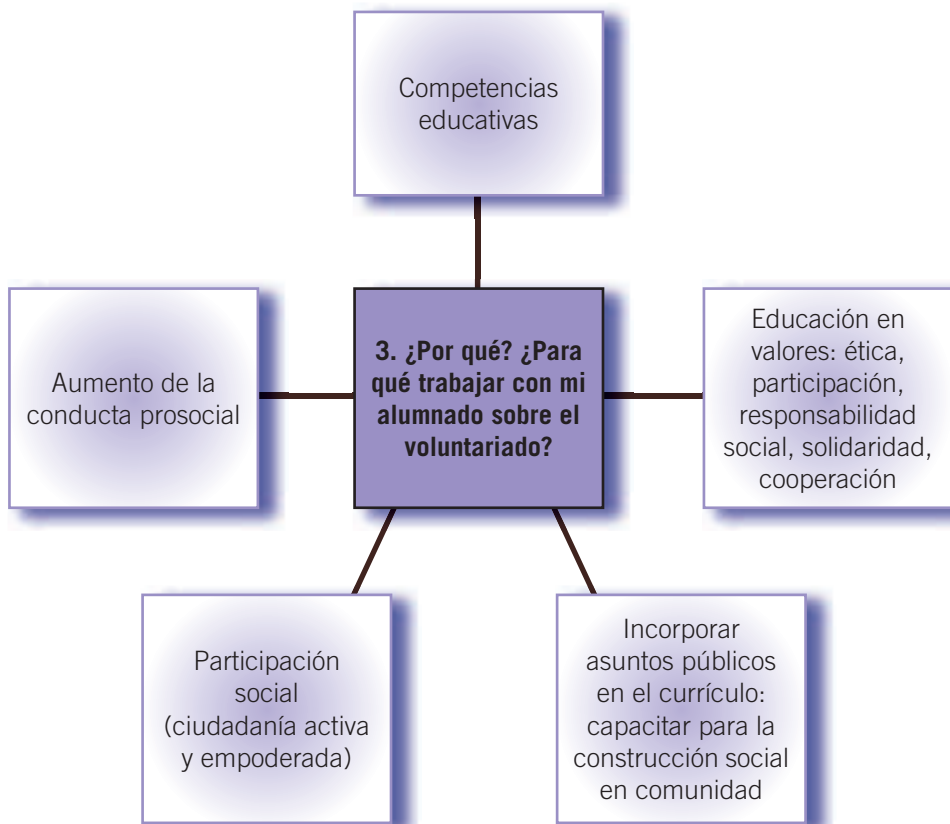 Competencias
educativas
Aumento de la
conducta prosocial
3. ¿Por qué? ¿Para
qué trabajar con mi
alumnado sobre el
voluntariado?
Educación en
valores: ética,
participación,
responsabilidad
social, solidaridad,
cooperación
Participación
social
(ciudadanía activa
y empoderada)
Incorporar
asuntos públicos
en el currículo:
capacitar para la
construcción social
en comunidad